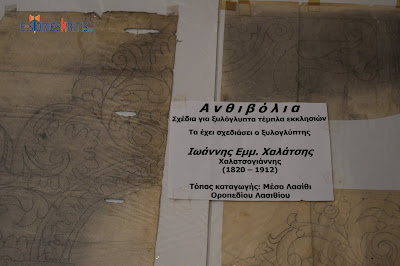 Ανθιβόλια
Σχέδια για ξυλόγλυπτα τέμπλα εκκλησιών
Τα έχει σχεδιάσει ο ξυλογλύπτης
Ιωάννης Εμμ. Χαλάτσης
Χαλατσογιάννης
(1820 – 1912)
Τόπος καταγωγής: Μέσα Λασίθι
Οροπεδίου Λασιθίου